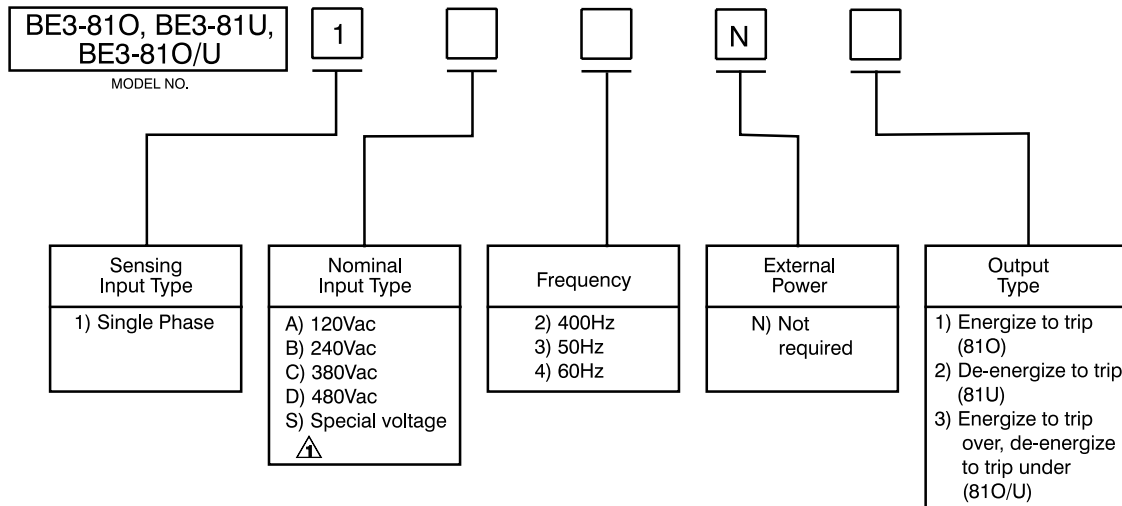 BE3-81O, BE3-81U,
BE3-81O/U
MODEL NO.
1
N
Sensing
Input Type
1) Single Phase
Nominal
Input Type
A) 120Vac
B) 240Vac
C) 380Vac
D) 480Vac
S) Special voltage
1
Frequency
2) 400Hz
3) 50Hz
4) 60Hz
External
Power
N) Not
required
Output
Type
1) Energize to trip
(81O)
2) De-energize to trip
(81U)
3) Energize to trip
over, de-energize
to trip under
(81O/U)